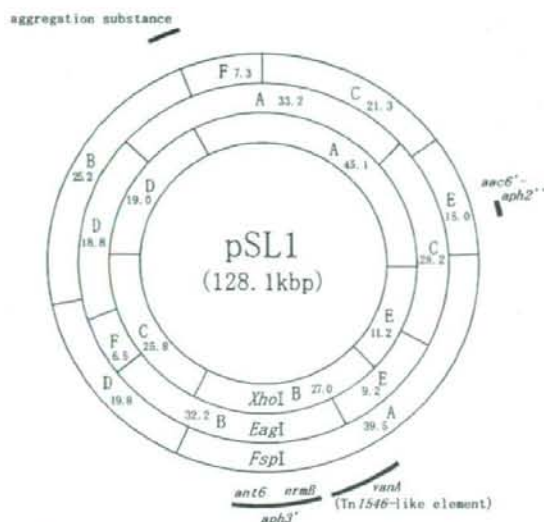 aggregation substance
F 7.3
A 33.2
C 21.3
A 45.1
B 25.2
D 19.0
D 18.8
aac6'-
aph2''
E 15.0
C 28.2
pSL1
(128.1kbp)
E 11.2
C 25.8
F 6.5
D 19.8
E 9.2
A 39.5
XhoI B 27.0
32.2 B
EagI
FspI
ant6 ermB
aph3'
vanA
(Tn1546-like element)